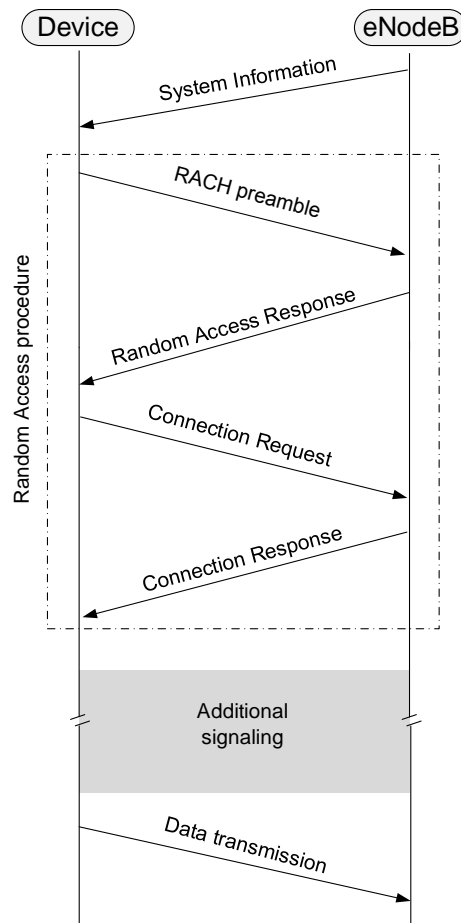 Device
eNodeB
System Information
RACH preamble
Random Access Response
Connection Request
Connection Response
Random Access procedure
Additional
signaling
Data transmission